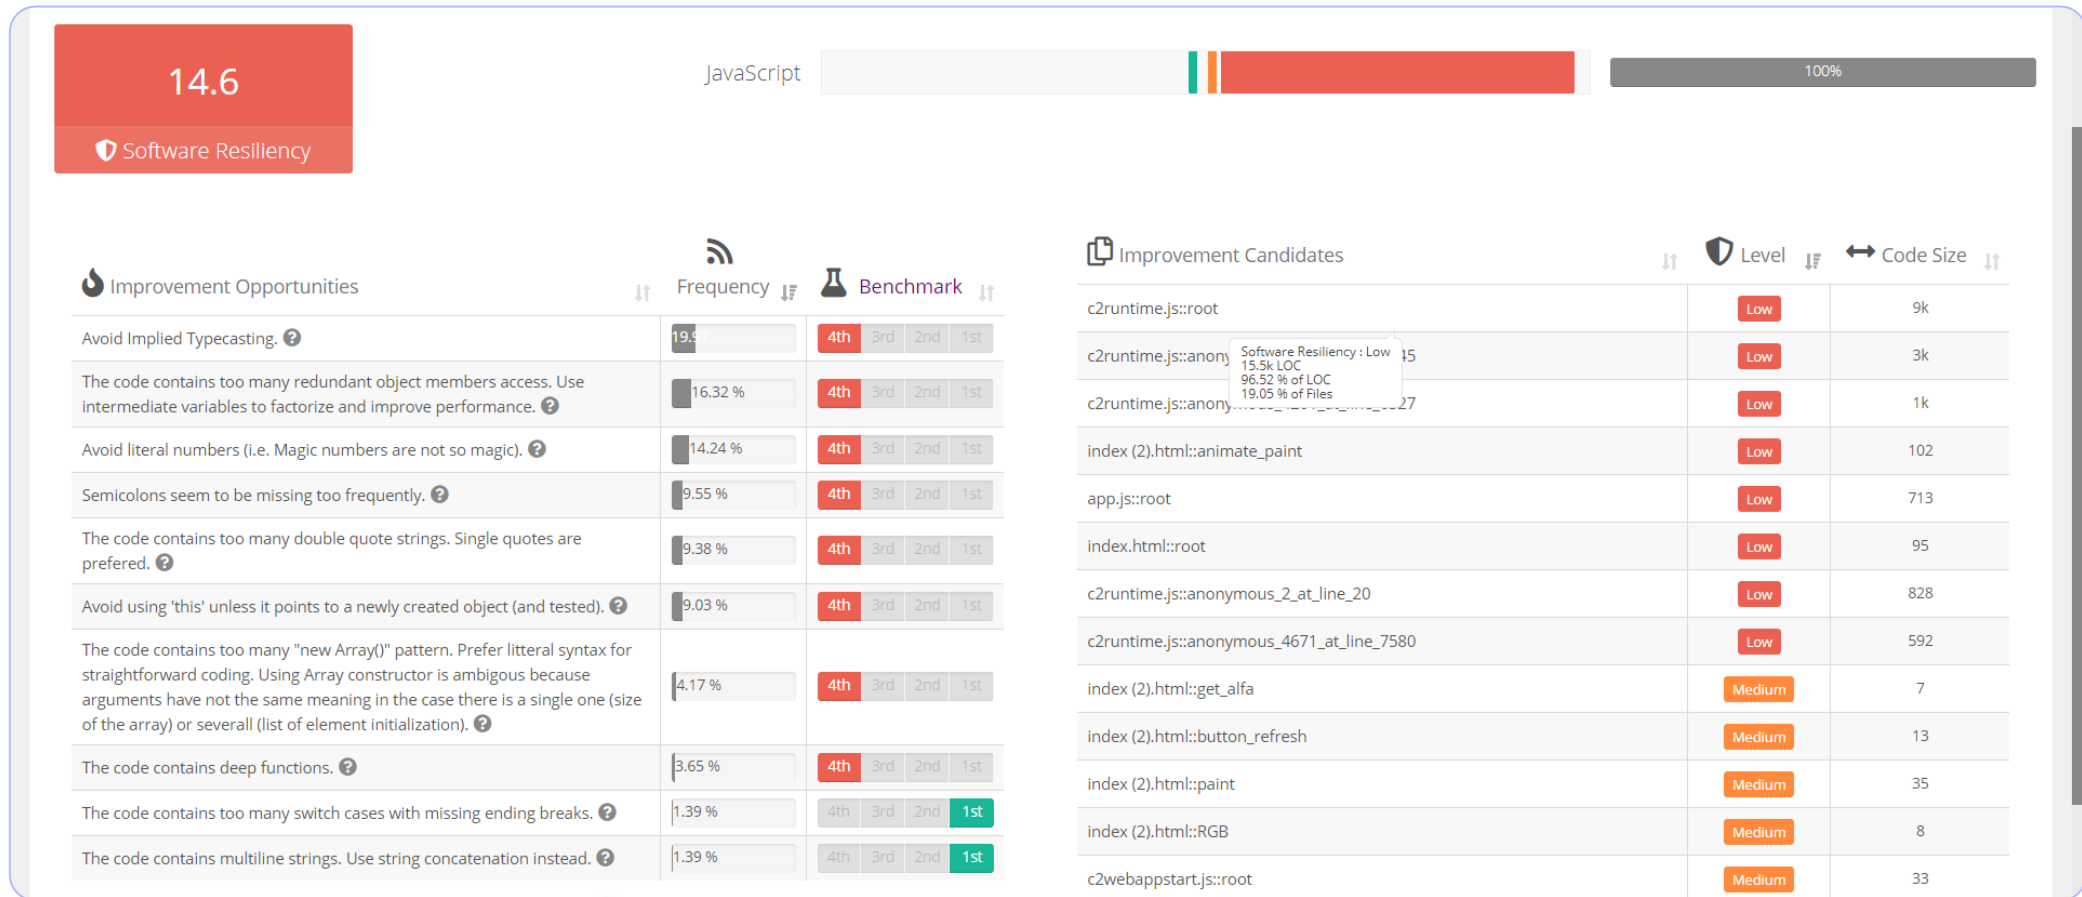 14.6
Software Resiliency
JavaScript
100%
Improvement Opportunities
Frequency
Benchmark
Avoid Implied Typecasting.
19.97
4th 3rd 2nd 1st
The code contains too many redundant object members access. Use
intermediate variables to factorize and improve performance.
16.32 %
4th 3rd 2nd 1st
Avoid literal numbers (i.e. Magic numbers are not so magic).
14.24 %
4th 3rd 2nd 1st
Semicolons seem to be missing too frequently.
9.55 %
4th 3rd 2nd 1st
The code contains too many double quote strings. Single quotes are
prefered.
9.38 %
4th 3rd 2nd 1st
Avoid using 'this' unless it points to a newly created object (and tested).
9.03 %
4th 3rd 2nd 1st
The code contains too many "new Array()" pattern. Prefer litteral syntax for
straightforward coding. Using Array constructor is ambigous because
arguments have not the same meaning in the case there is a single one (size
of the array) or severall (list of element initialization).
4.17 %
4th 3rd 2nd 1st
The code contains deep functions.
3.65 %
4th 3rd 2nd 1st
The code contains too many switch cases with missing ending breaks.
1.39 %
4th 3rd 2nd 1st
The code contains multiline strings. Use string concatenation instead.
1.39 %
4th 3rd 2nd 1st
Improvement Candidates
Level
Code Size
c2runtime.js::root
Low
9k
c2runtime.js::anony
45
Low
3k
Software Resiliency : Low
15.5k LOC
96.52 % of LOC
19.05 % of Files
c2runtime.js::anony
27
Low
1k
index (2).html::animate_paint
Low
102
app.js::root
Low
713
index.html::root
Low
95
c2runtime.js::anonymous_2_at_line_20
Low
828
c2runtime.js::anonymous_4671_at_line_7580
Low
592
index (2).html::get_alfa
Medium
7
index (2).html::button_refresh
Medium
13
index (2).html::paint
Medium
35
index (2).html::RGB
Medium
8
c2webappstart.js::root
Medium
33